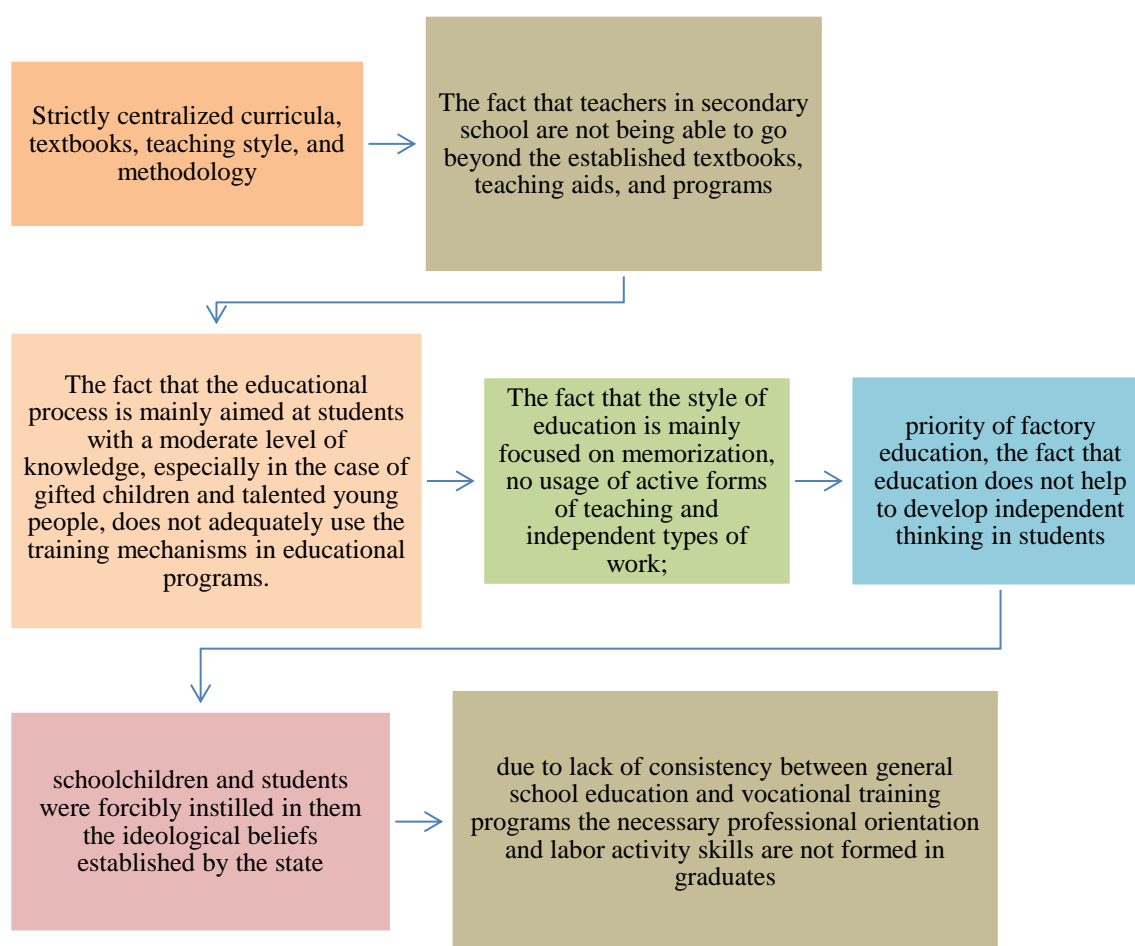 Strictly centralized curricula,
textbooks, teaching style, and
methodology
The fact that teachers in secondary
school are not being able to go
beyond the established textbooks,
teaching aids, and programs
The fact that the educational
process is mainly aimed at students
with a moderate level of
knowledge, especially in the case of
gifted children and talented young
people, does not adequately use the
training mechanisms in educational
programs.
The fact that the style of
education is mainly
focused on memorization,
no usage of active forms
of teaching and
independent types of
work;
priority of factory
education, the fact that
education does not help
to develop independent
thinking in students
schoolchildren and students
were forcibly instilled in them
the ideological beliefs
established by the state
due to lack of consistency between general
school education and vocational training
programs the necessary professional orientation
and labor activity skills are not formed in
graduates